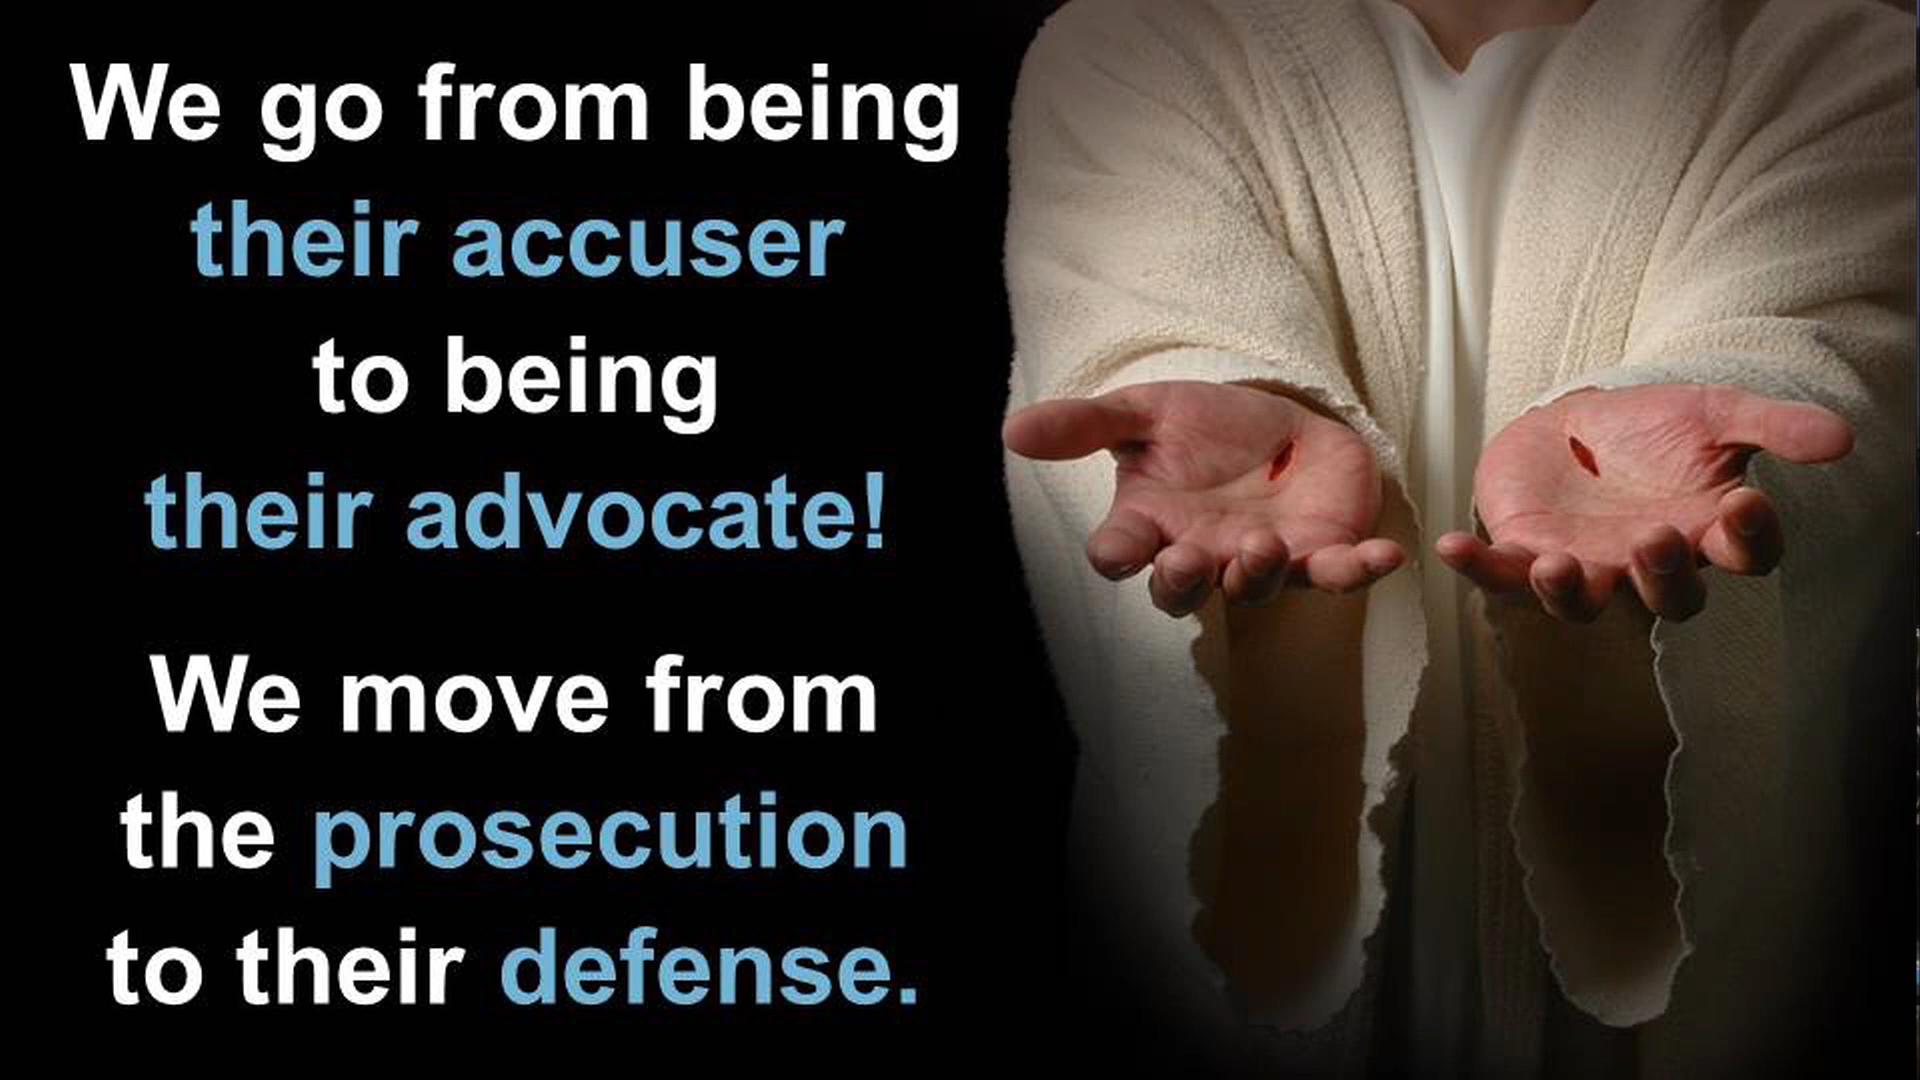 We go from being
their accuser
to being
their advocate!
We move from
the prosecution
to their defense.